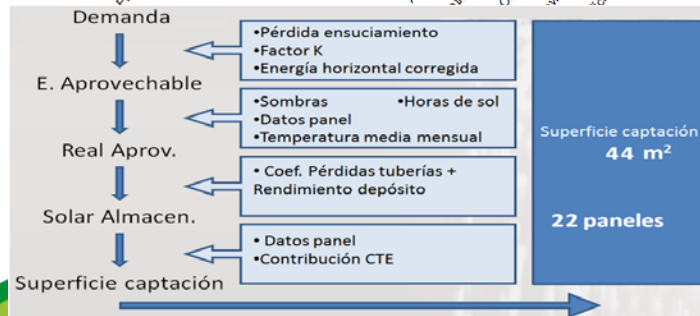 Demanda
•Pérdida ensuciamiento
•Factor K
•Energía horizontal corregida
E. Aprovechable
•Sombras •Horas de sol
•Datos panel
•Temperatura media mensual
Real Aprov.
• Coef. Pérdidas tuberías +
Rendimiento depósito
Solar Almacen.
• Datos panel
•Contribución CTE
Superficie captación
Superficie captación
44 m²
22 paneles